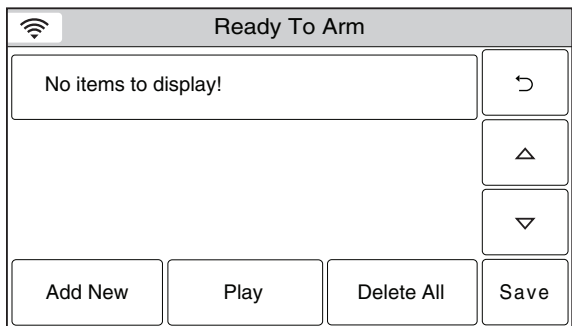 Ready To Arm
No items to display!
Add New
Play
Delete All
Save